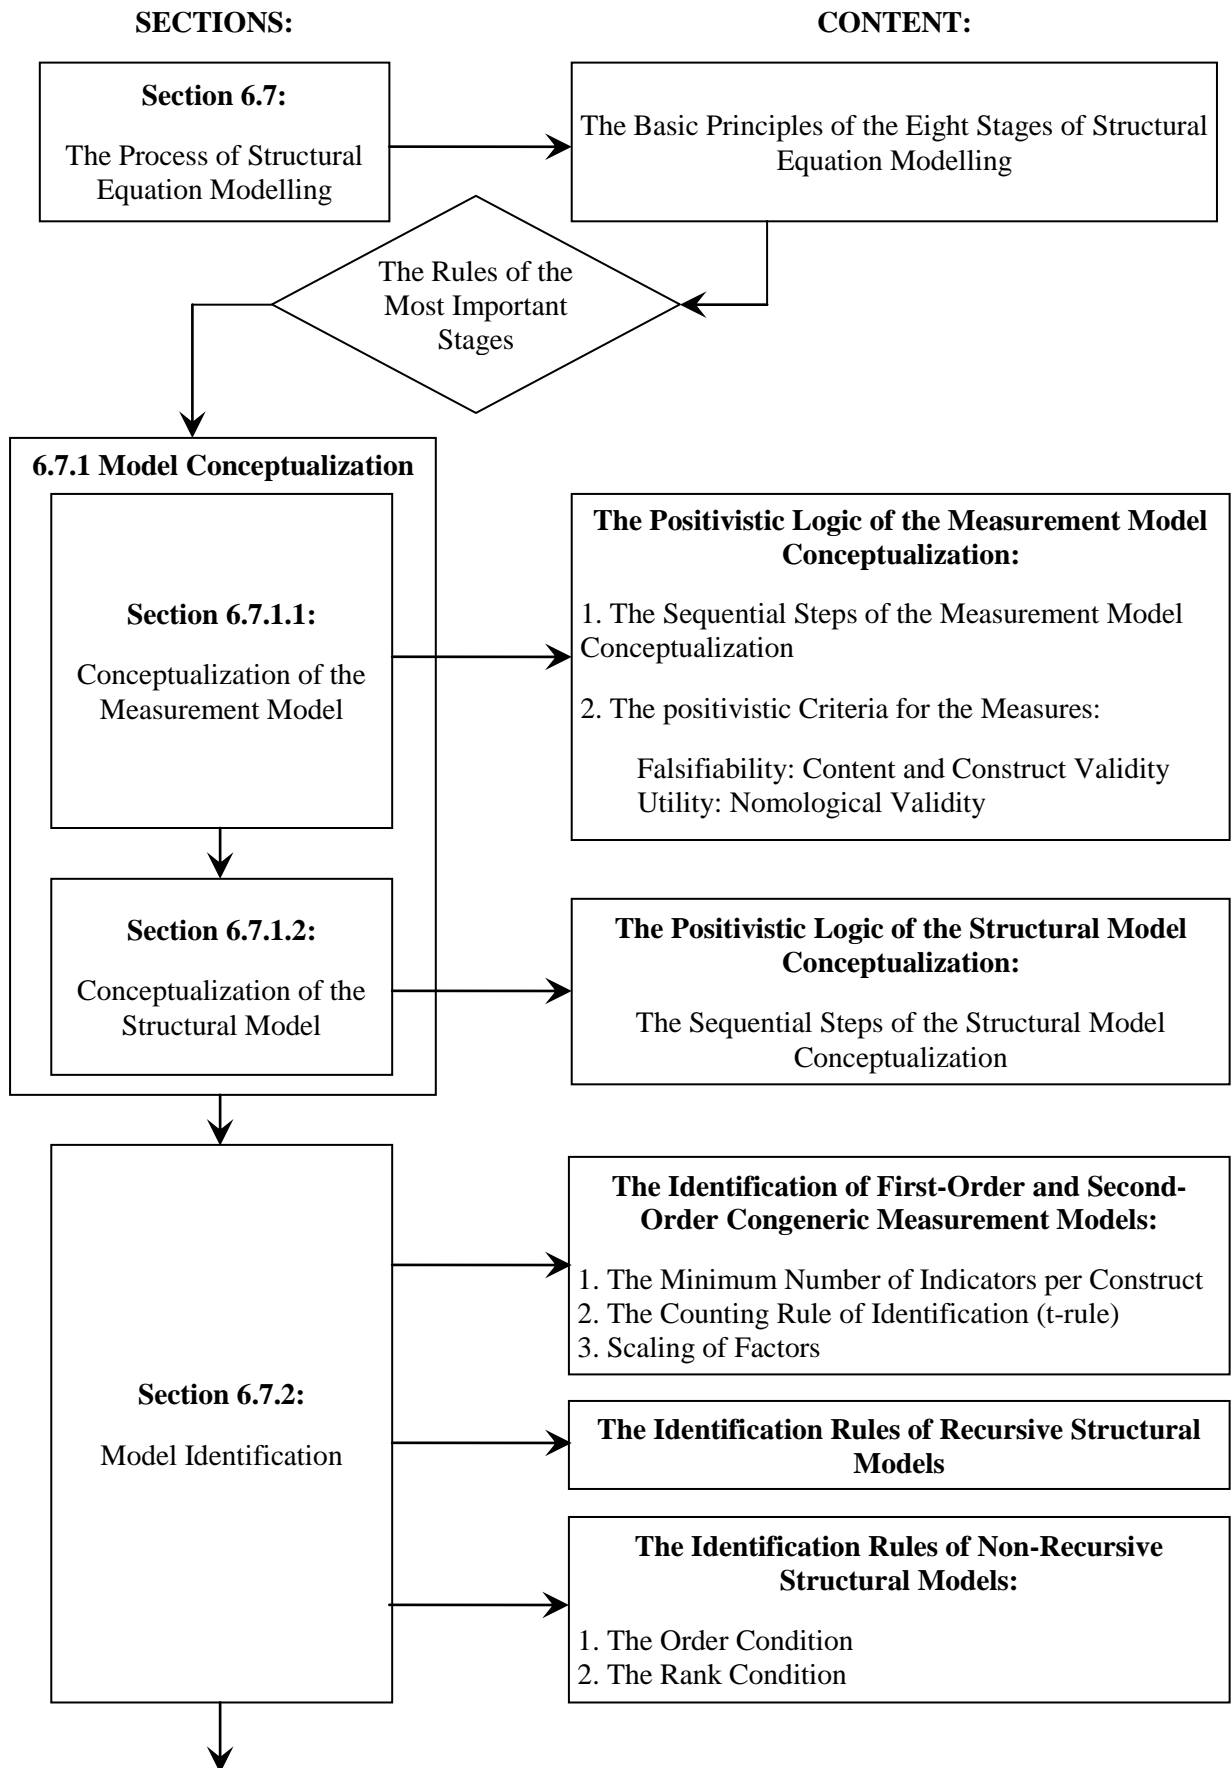 SECTIONS:
CONTENT:
Section 6.7:
The Process of Structural
Equation Modelling
The Basic Principles of the Eight Stages of Structural
Equation Modelling
The Rules of the
Most Important
Stages
6.7.1 Model Conceptualization
Section 6.7.1.1:
Conceptualization of the
Measurement Model
The Positivistic Logic of the Measurement Model
Conceptualization:
1. The Sequential Steps of the Measurement Model
Conceptualization
2. The positivistic Criteria for the Measures:
Falsifiability: Content and Construct Validity
Utility: Nomological Validity
Section 6.7.1.2:
Conceptualization of the
Structural Model
The Positivistic Logic of the Structural Model
Conceptualization:
The Sequential Steps of the Structural Model
Conceptualization
Section 6.7.2:
Model Identification
The Identification of First-Order and Second-
Order Congeneric Measurement Models:
1. The Minimum Number of Indicators per Construct
2. The Counting Rule of Identification (t-rule)
3. Scaling of Factors
The Identification Rules of Recursive Structural
Models
The Identification Rules of Non-Recursive
Structural Models:
1. The Order Condition
2. The Rank Condition